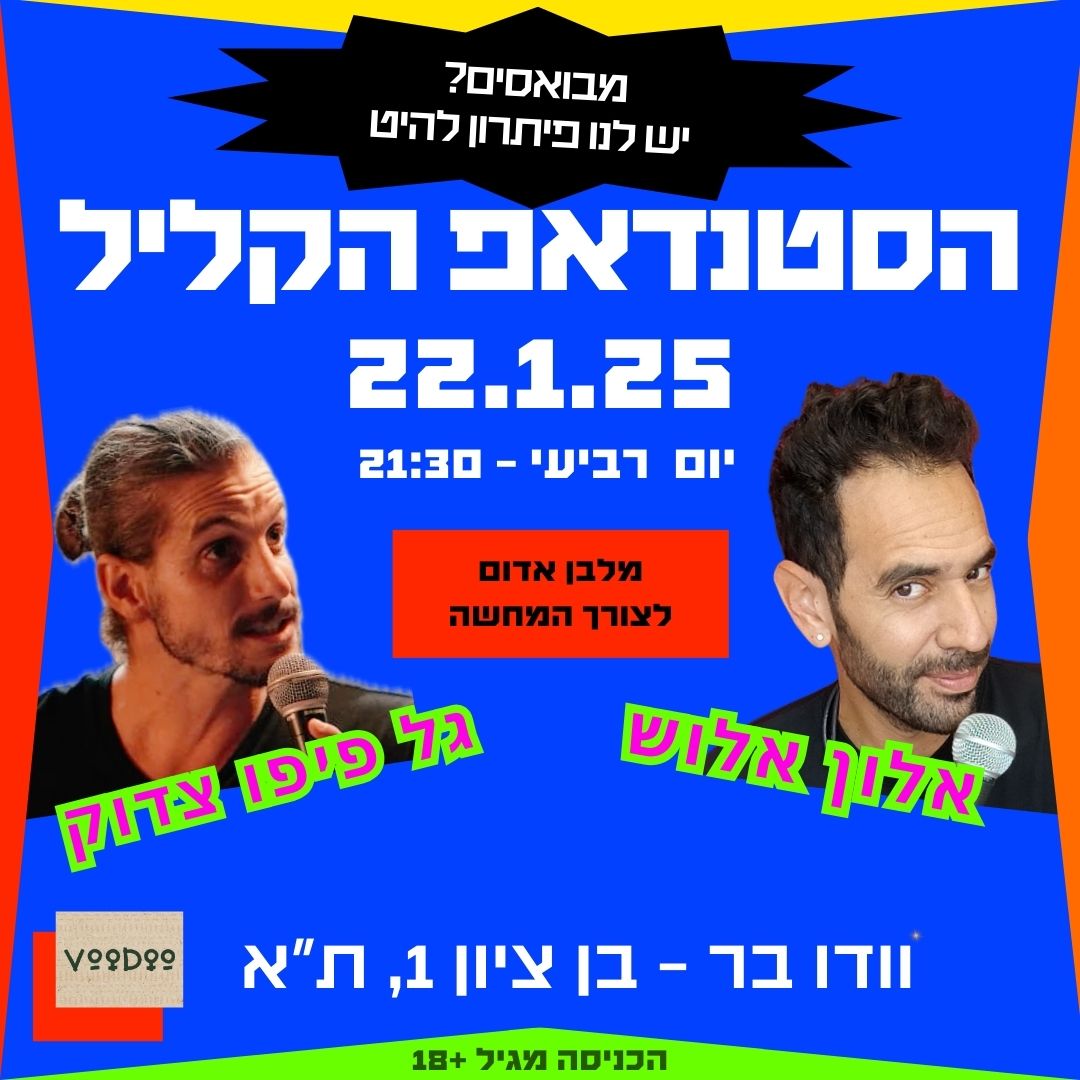 מבואסים?
יש לנו פיתרון להיט
הסטנדאפ הקליל
22.1.25
יום רביעי - 21:30
מלבן אדום
לצורך המחשה
גל פיפו צדוק
אלון אלוש
VOODOO
וודו בר - בן ציון 1, ת"א
הכניסה מגיל 18+